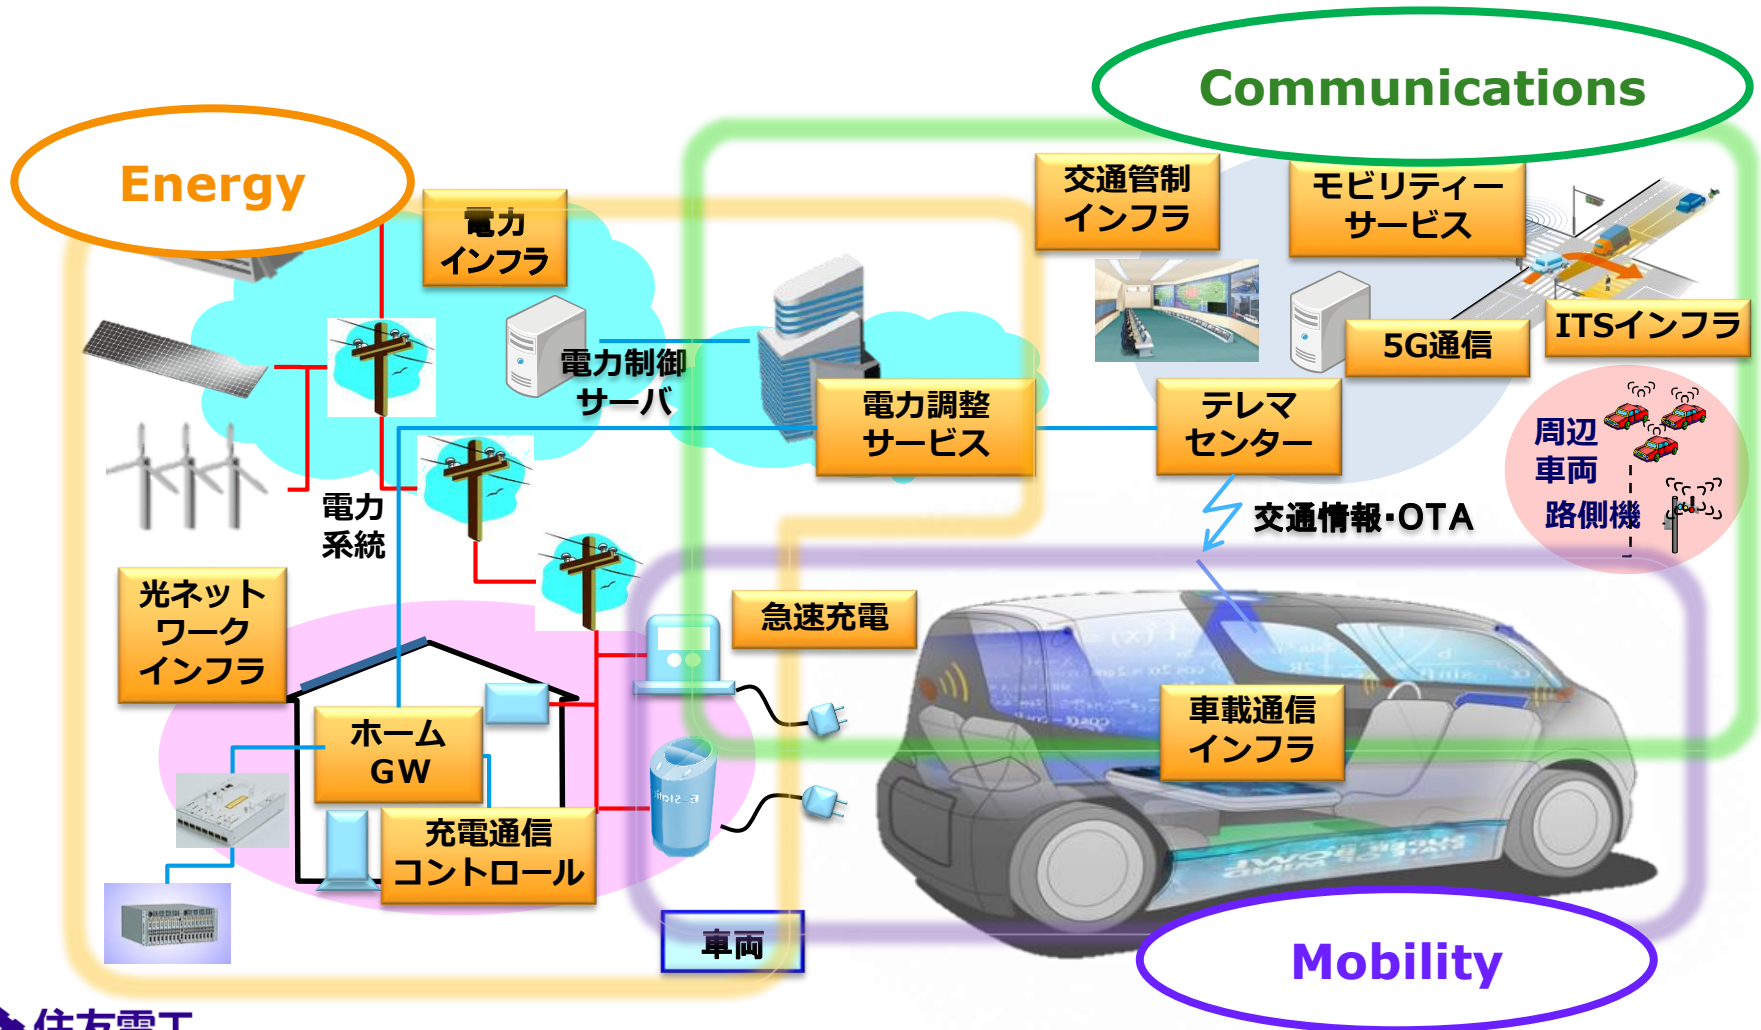 Communications
Energy
電力
インフラ
交通管制
インフラ
モビリティー
サービス
ITSインフラ
5G通信
電力制御
サーバ
電力調整
サービス
テレマ
センター
周辺
車両
路側機
電力
系統
交通情報・OTA
光ネット
ワーク
インフラ
急速充電
ホーム
GW
車載通信
インフラ
充電通信
コントロール
車両
Mobility
住友電工